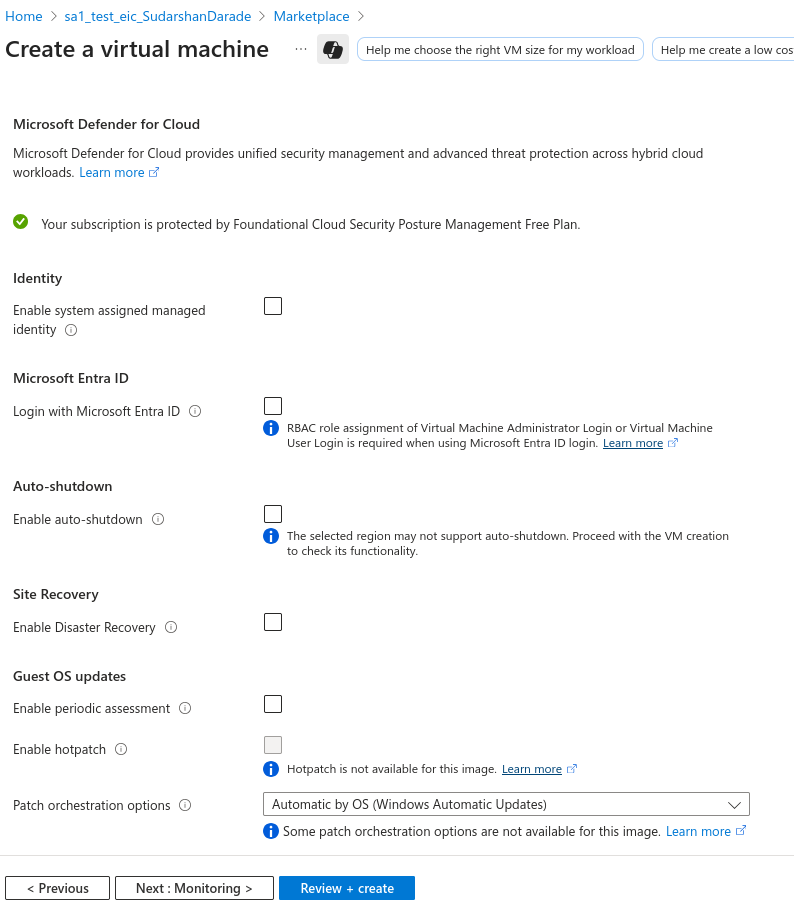 Home > sa1_test_eic_SudarshanDarade > Marketplace >
Create a virtual machine ... Help me choose the right VM size for my workload Help me create a low cos
Microsoft Defender for Cloud
Microsoft Defender for Cloud provides unified security management and advanced threat protection across hybrid cloud
workloads. Learn more
Your subscription is protected by Foundational Cloud Security Posture Management Free Plan.
Identity
Enable system assigned managed
identity
Microsoft Entra ID
Login with Microsoft Entra ID
RBAC role assignment of Virtual Machine Administrator Login or Virtual Machine
User Login is required when using Microsoft Entra ID login. Learn more
Auto-shutdown
Enable auto-shutdown
The selected region may not support auto-shutdown. Proceed with the VM creation
to check its functionality.
Site Recovery
Enable Disaster Recovery
Guest OS updates
Enable periodic assessment
Enable hotpatch
Hotpatch is not available for this image. Learn more
Patch orchestration options
Automatic by OS (Windows Automatic Updates)
Some patch orchestration options are not available for this image. Learn more
< Previous
Next : Monitoring >
Review + create